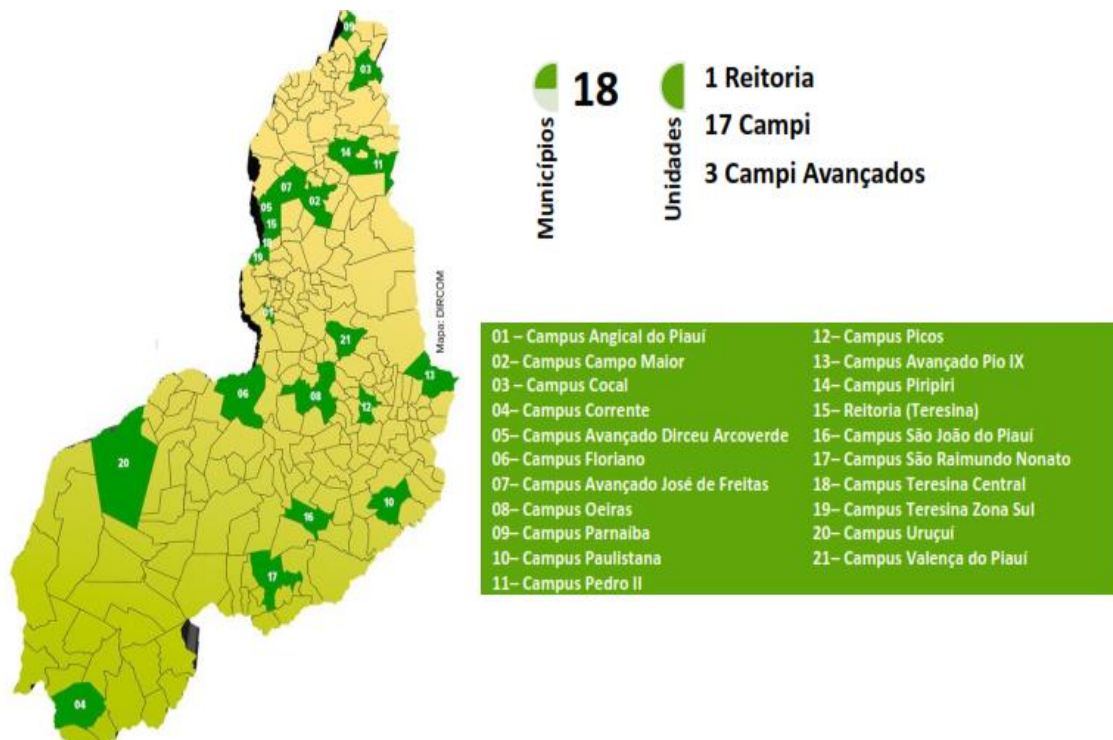 09
03
14
11
07
02
05
15
18
19
01
21
13
06
08
12
20
10
16
17
04
Mapa: DIRCOM
Municípios
18
Unidades
1 Reitoria
17 Campi
3 Campi Avançados
01 – Campus Angical do Piauí
02– Campus Campo Maior
03 – Campus Cocal
04– Campus Corrente
05– Campus Avançado Dirceu Arcoverde
06– Campus Floriano
07– Campus Avançado José de Freitas
08– Campus Oeiras
09– Campus Parnaíba
10– Campus Paulistana
11– Campus Pedro II
12– Campus Picos
13– Campus Avançado Pio IX
14– Campus Piripiri
15– Reitoria (Teresina)
16– Campus São João do Piauí
17– Campus São Raimundo Nonato
18– Campus Teresina Central
19– Campus Teresina Zona Sul
20– Campus Uruçuí
21– Campus Valença do Piauí